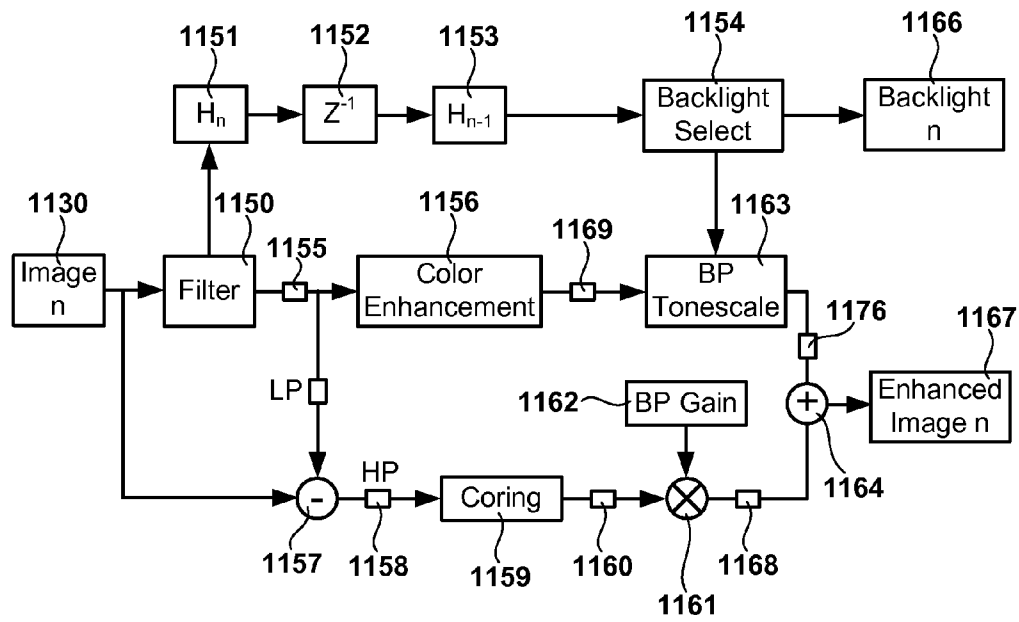 1151
1152
1153
1154
1166
Hn
Z-1
Hn-1
Backlight
Select
Backlight
n
1130
1150
1155
1156
1169
1163
Image
n
Filter
Color
Enhancement
BP
Tonescale
1176
1167
LP
1162
BP Gain
+
Enhanced
Image n
1164
HP
-
Coring
1157
1158
1159
1160
1161
1168